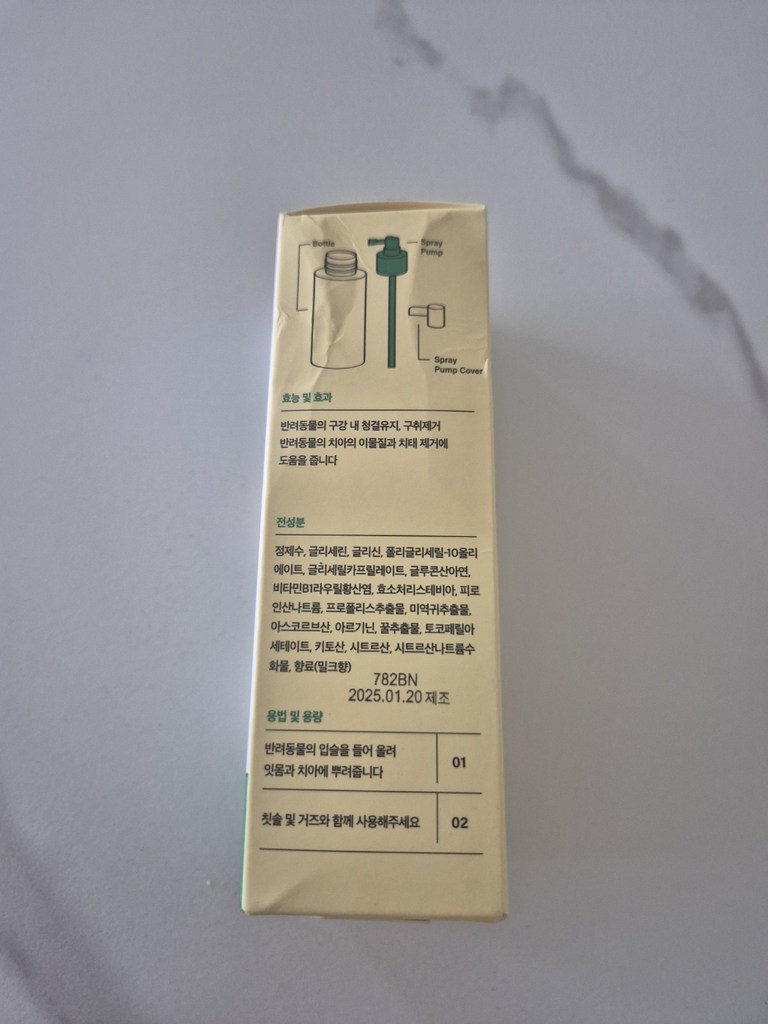 Bottle
Spray
Pump
Spray
Pump Cover
효능 및 효과
반려동물의 구강 내 청결유지, 구취제거
반려동물의 치아의 이물질과 치태 제거에
도움을 줍니다
전성분
정제수, 글리세린, 글리신, 폴리글리세릴-10올리
에이트, 글리세릴카프릴레이트, 글루콘산아연,
비타민B1라우릴황산염, 효소처리스테비아, 피로
인산나트륨, 프로폴리스추출물, 미역귀추출물,
아스코르브산, 아르기닌, 꿀추출물, 토코페릴아
세테이트, 키토산, 시트르산, 시트르산나트륨수
화물, 향료(밀크향)
782BN
2025.01.20 제조
용법 및 용량
반려동물의 입술을 들어 올려
잇몸과 치아에 뿌려줍니다
01
칫솔 및 거즈와 함께 사용해주세요
02